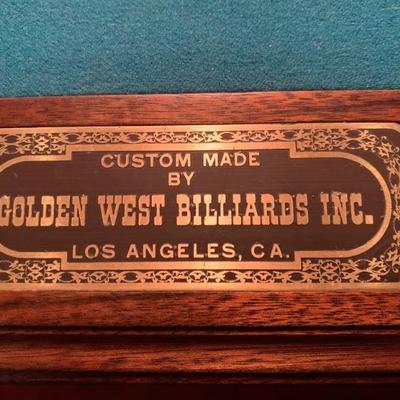 CUSTOM MADE
BY
GOLDEN WEST BILLIARDS INC.
LOS ANGELES, CA.